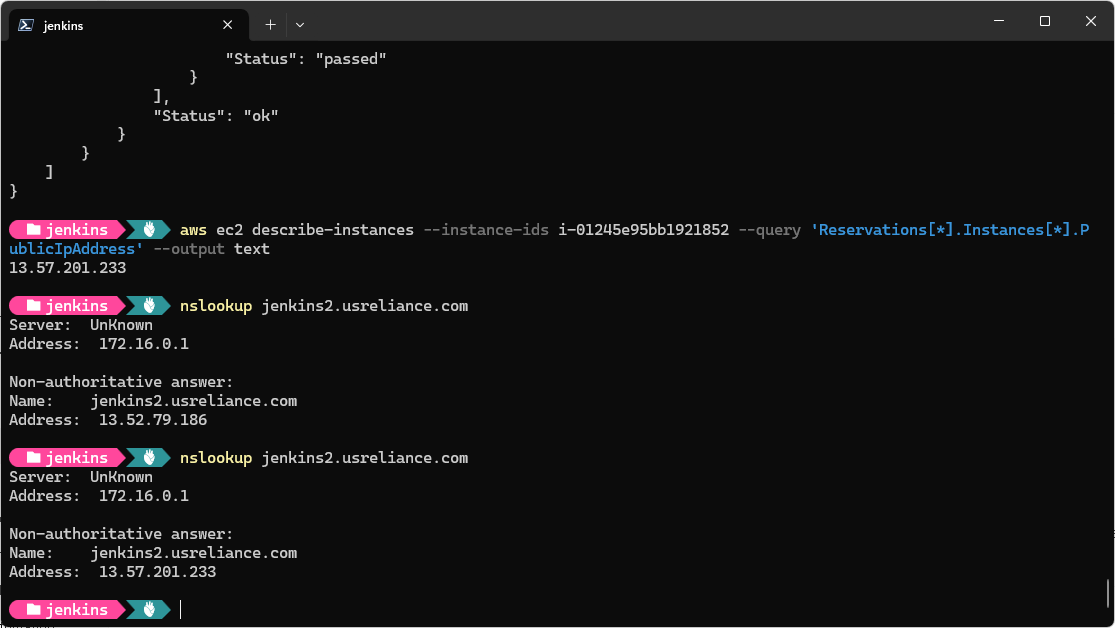 jenkins
"Status": "passed"
}
],
"Status": "ok"
}
}
]
}
jenkins aws ec2 describe-instances --instance-ids i-01245e95bb1921852 --query 'Reservations[*].Instances[*].P
ublicIpAddress' --output text
13.57.201.233
jenkins nslookup jenkins2.usreliance.com
Server:  UnKnown
Address:  172.16.0.1
Non-authoritative answer:
Name:    jenkins2.usreliance.com
Address:  13.52.79.186
jenkins nslookup jenkins2.usreliance.com
Server:  UnKnown
Address:  172.16.0.1
Non-authoritative answer:
Name:    jenkins2.usreliance.com
Address:  13.57.201.233
jenkins